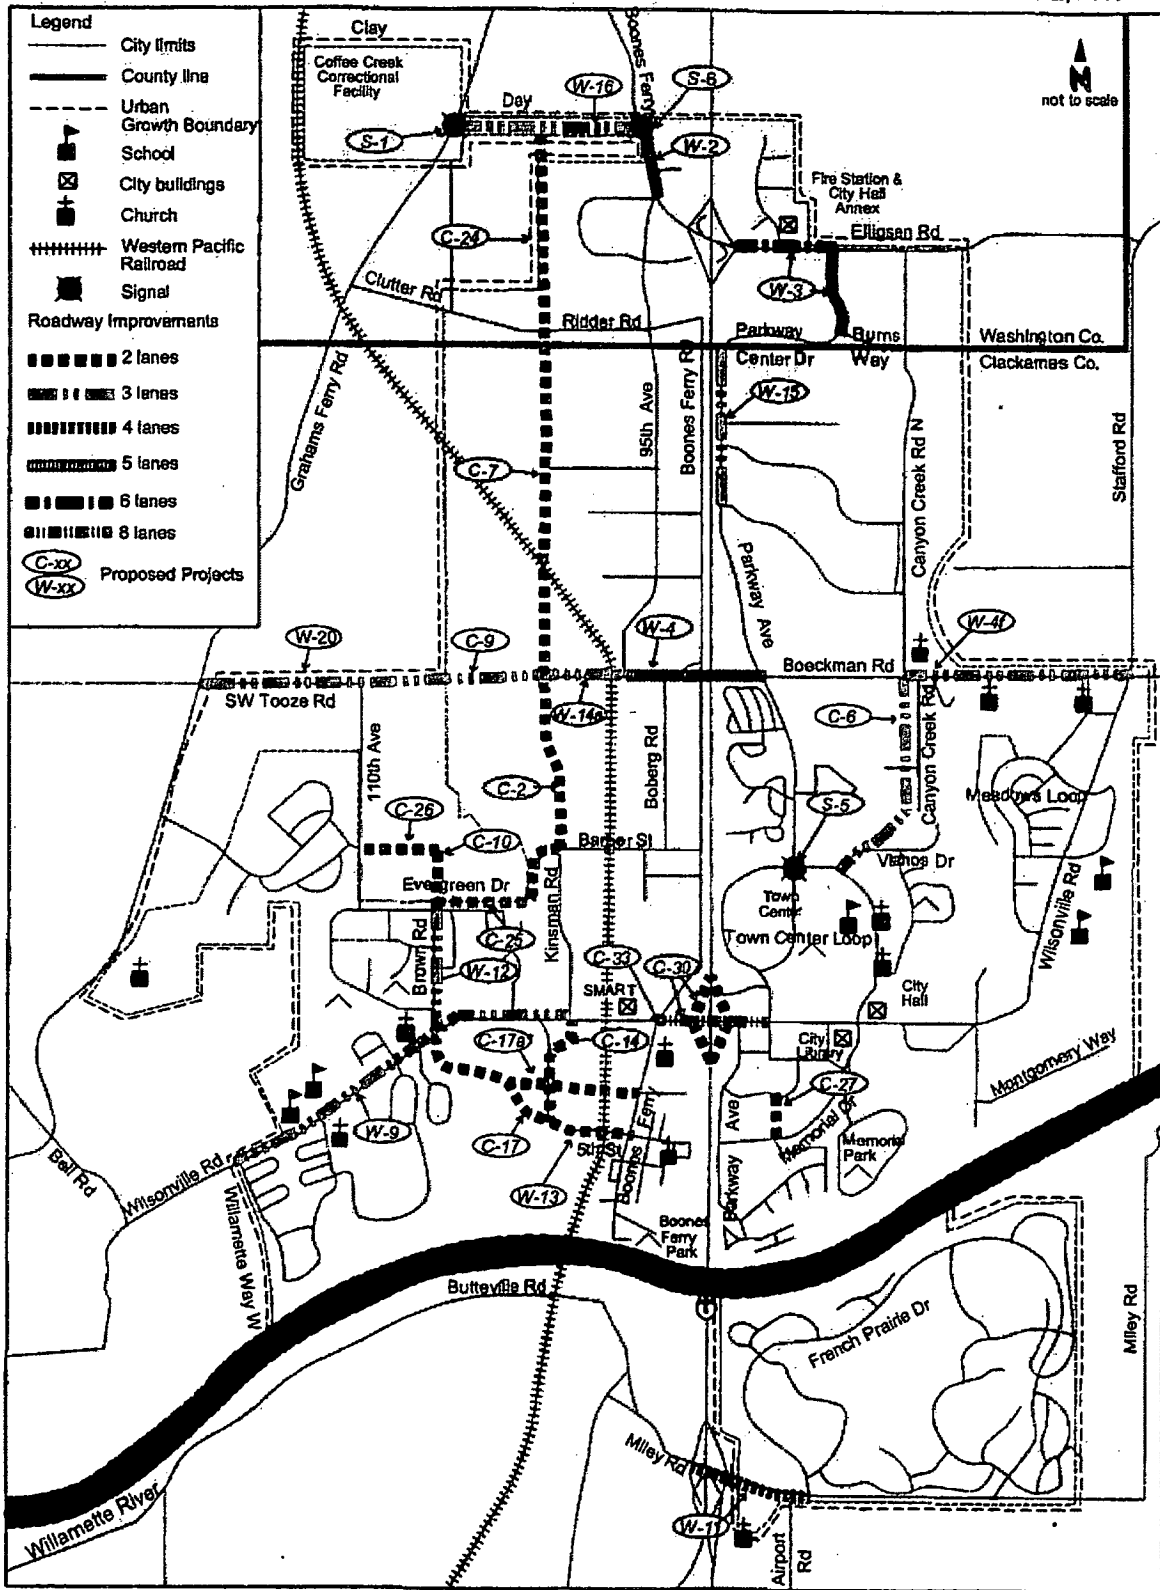 Legend
City limits
County line
Urban
Growth Boundary
School
City buildings
Church
Western Pacific
Railroad
Signal
Roadway Improvements
2 lanes
3 lanes
4 lanes
5 lanes
6 lanes
8 lanes
C-xx
W-xx
Proposed Projects
Clay
Coffee Creek
Correctional
Facility
Boones Ferry
W-16
S-6
N
not to scale
Day
S-1
W-2
Fire Station &
City Hall
Annex
C-24
Elligsen Rd
Clutter Rd
W-3
Ridder Rd
Parkway
Center Dr
Burns
Way
Washington Co.
Clackamas Co.
Grahams Ferry Rd
95th Ave
Boones Ferry Rd
W-15
Canyon Creek Rd N
Stafford Rd
C-7
Parkway Ave
W-20
C-9
W-4
W-4f
Boeckman Rd
SW Tooze Rd
W-14a
C-6
Canyon Creek Rd
110th Ave
Boberg Rd
C-2
S-5
Meadows Loop
C-26
C-10
Barber St
Vlahos Dr
Evergreen Dr
Kinsman Rd
Town
Center
Wilsonville Rd
C-25
Town Center Loop
Brown Rd
W-12
C-33
C-30
SMART
City
Hall
C-17a
C-14
City
Library
Montgomery Way
C-27
W-9
C-17
5th St
Boones Ferry
Parkway Ave
Memorial Dr
Memorial
Park
Bell Rd
Wilsonville Rd
W-13
Willamette Way W
Boones
Ferry
Park
Butteville Rd
French Prairie Dr
Miley Rd
Miley Rd
W-11
Willamette River
Airport
Rd